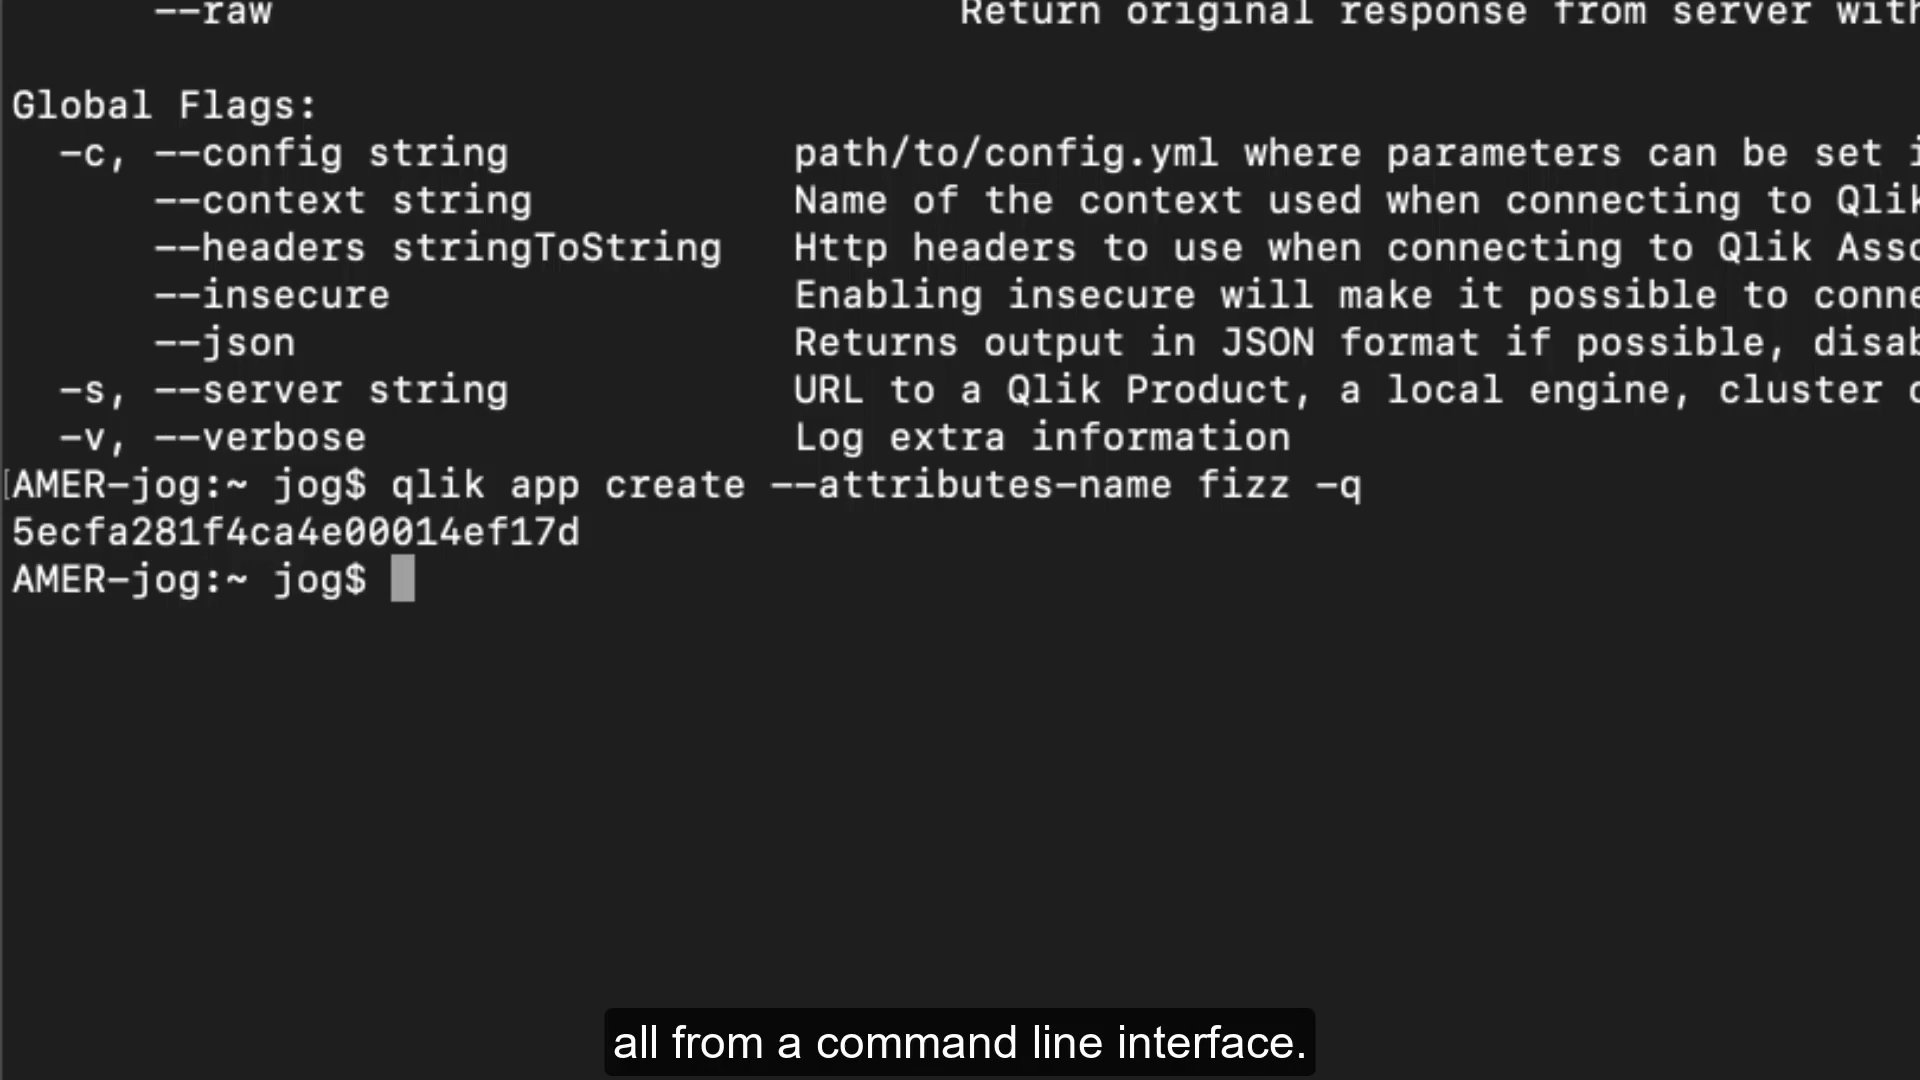 --raw Return original response from server with
Global Flags:
-c, --config string path/to/config.yml where parameters can be set
--context string Name of the context used when connecting to Qlik
--headers stringToString Http headers to use when connecting to Qlik
--insecure Enabling insecure will make it possible to
--json Returns output in JSON format if possible,
-s, --server string URL to a Qlik Product, a local engine, cluster
-v, --verbose Log extra information
[AMER-jog:~ jog$ qlik app create --attributes-name fizz -q
5ecfa281f4ca4e00014ef17d
AMER-jog:~ jog$
all from a command line interface.